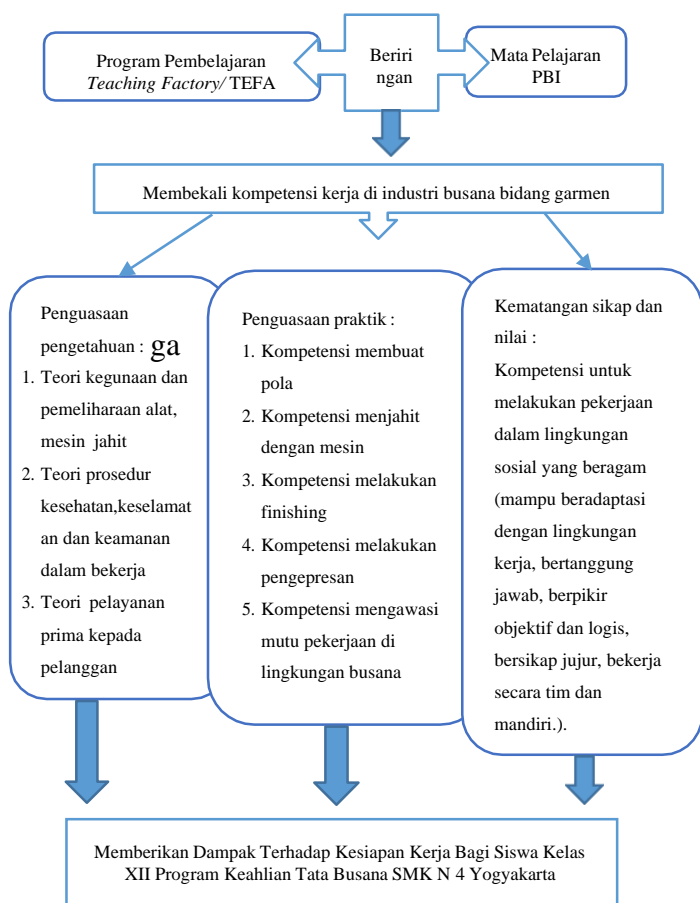 Program Pembelajaran
Teaching Factory/ TEFA
Beriri
ngan
Mata Pelajaran
PBI
Membekali kompetensi kerja di industri busana bidang garmen
Penguasaan
pengetahuan : ga
1. Teori kegunaan dan
pemeliharaan alat,
mesin jahit
2. Teori prosedur
kesehatan,keselamat
an dan keamanan
dalam bekerja
3. Teori pelayanan
prima kepada
pelanggan
Penguasaan praktik :
1. Kompetensi membuat
pola
2. Kompetensi menjahit
dengan mesin
3. Kompetensi melakukan
finishing
4. Kompetensi melakukan
pengepresan
5. Kompetensi mengawasi
mutu pekerjaan di
lingkungan busana
Kematangan sikap dan
nilai :
Kompetensi untuk
melakukan pekerjaan
dalam lingkungan
sosial yang beragam
(mampu beradaptasi
dengan lingkungan
kerja, bertanggung
jawab, berpikir
objektif dan logis,
bersikap jujur, bekerja
secara tim dan
mandiri.).
Memberikan Dampak Terhadap Kesiapan Kerja Bagi Siswa Kelas
XII Program Keahlian Tata Busana SMK N 4 Yogyakarta